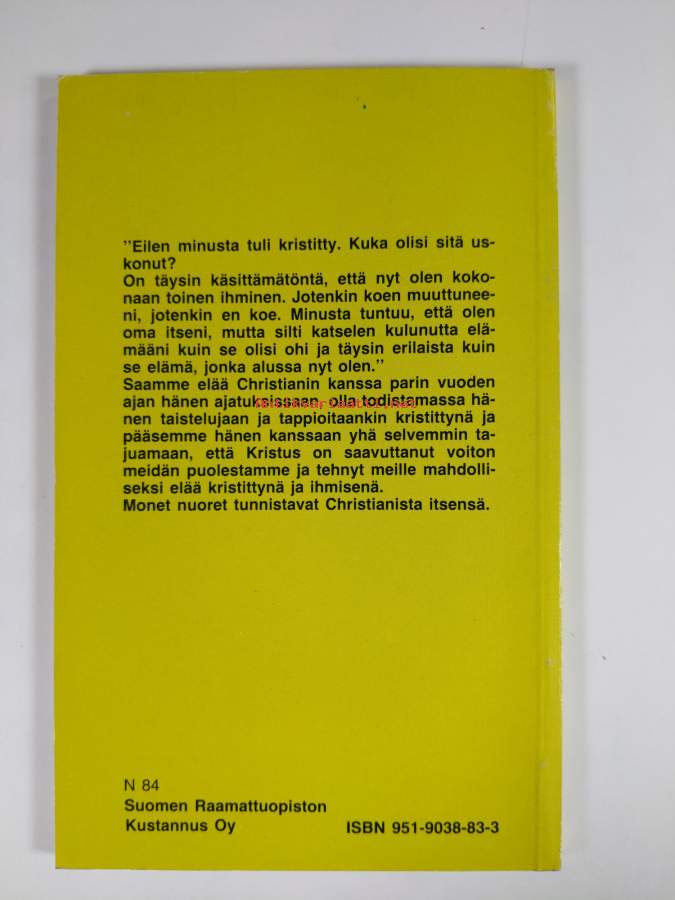 "Eilen minusta tuli kristitty. Kuka olisi sitä us-
konut?
On täysin käsittämätöntä, että nyt olen koko-
naan toinen ihminen. Jotenkin koen muuttunee-
ni, jotenkin en koe. Minusta tuntuu, että olen
oma itseni, mutta silti katselen kulunutta elä-
määni kuin se olisi ohi ja täysin erilaista kuin
se elämä, jonka alussa nyt olen."
Saamme elää Christianin kanssa parin vuoden
ajan hänen ajatuksissaan, olla todistamassa hä-
nen taistelujaan ja tappioitaankin kristittynä ja
pääsemme hänen kanssaan yhä selvemmin ta-
juamaan, että Kristus on saavuttanut voiton
meidän puolestamme ja tehnyt meille mahdolli-
seksi elää kristittynä ja ihmisenä.
Monet nuoret tunnistavat Christianista itsensä.
N 84
Suomen Raamattuopiston
Kustannus Oy
ISBN 951-9038-83-3